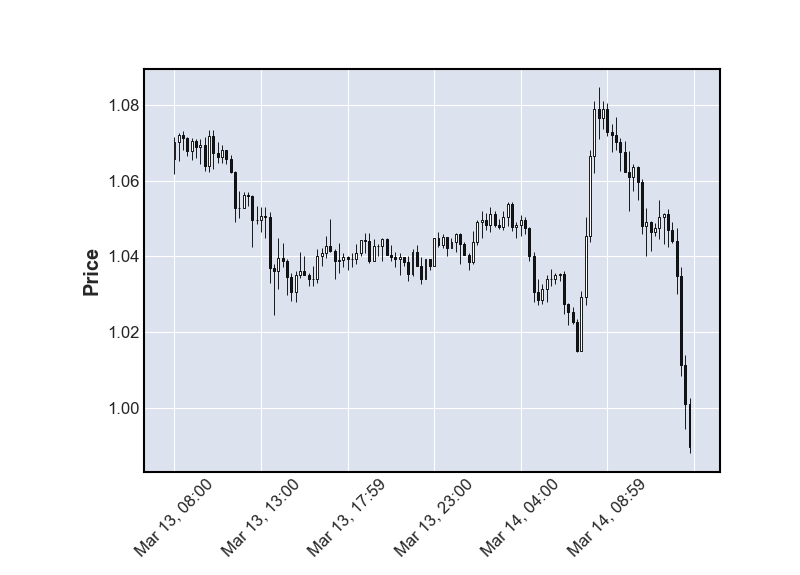 1.08
1.06
1.04
1.02
1.00
Price
Mar 13, 08:00
Mar 13, 13:00
Mar 13, 17:59
Mar 13, 23:00
Mar 14, 04:00
Mar 14, 08:59